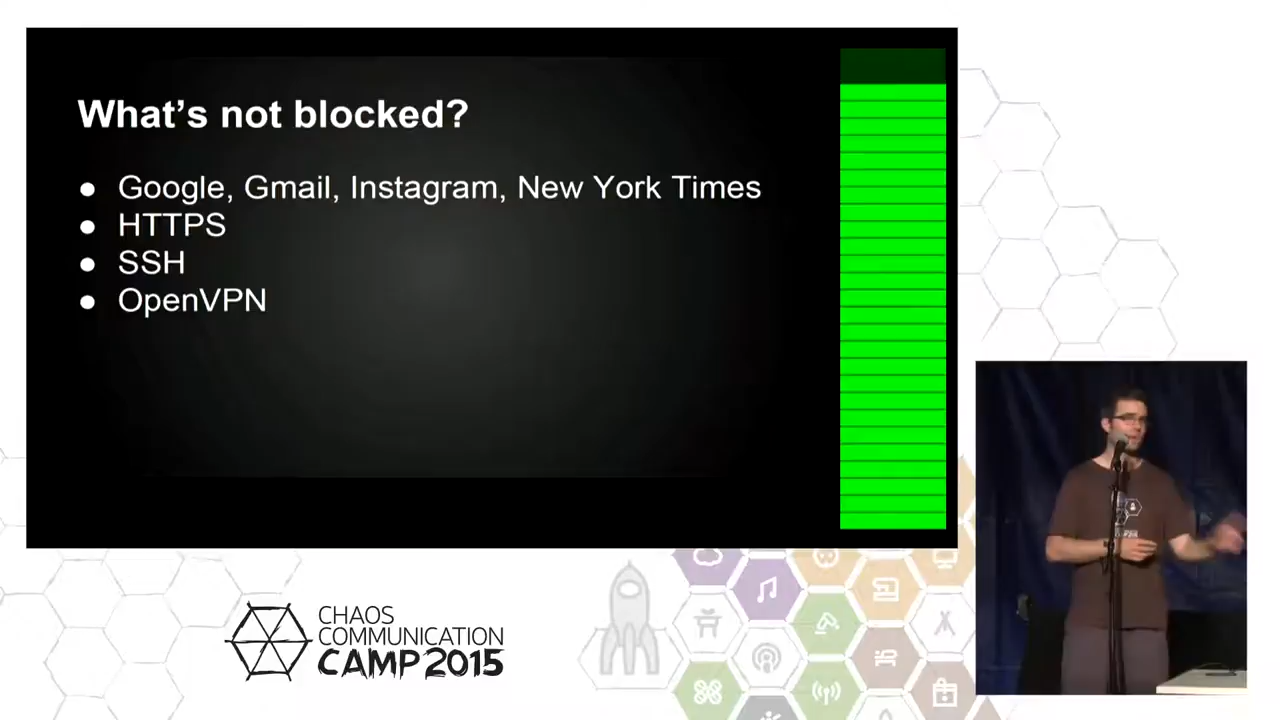 What's not blocked?
● Google, Gmail, Instagram, New York Times
● HTTPS
● SSH
● OpenVPN
CHAOS
COMMUNICATION
CAMP 2015